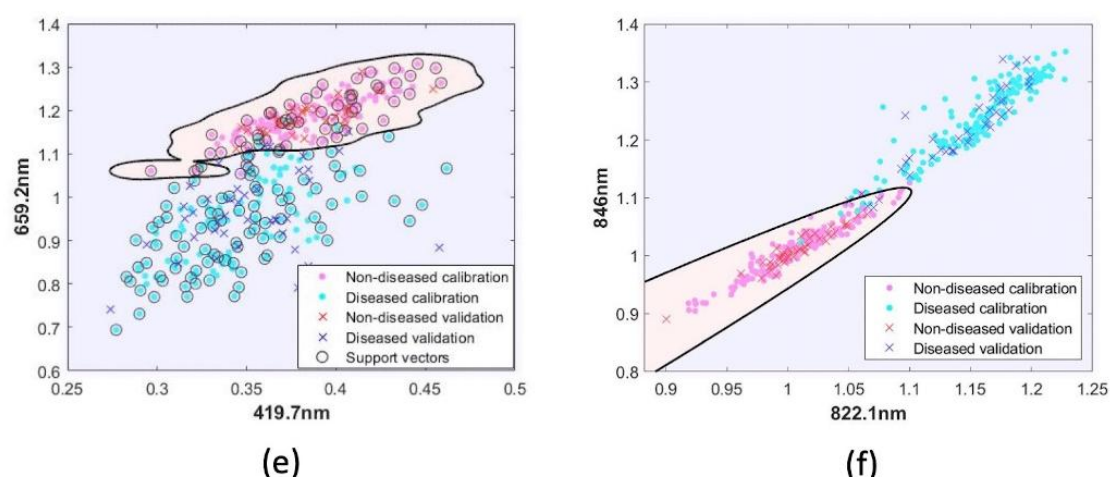 1.4
1.3
1.2
1.1
1
0.9
0.8
0.7
0.6
659.2nm
0.25
0.3
0.35
0.4
0.45
0.5
419.7nm
Non-diseased calibration
Diseased calibration
Non-diseased validation
Diseased validation
Support vectors
(e)
1.4
1.3
1.2
1.1
1
0.9
0.8
846nm
0.9
0.95
1
1.05
1.1
1.15
1.2
1.25
822.1nm
Non-diseased calibration
Diseased calibration
Non-diseased validation
Diseased validation
(f)